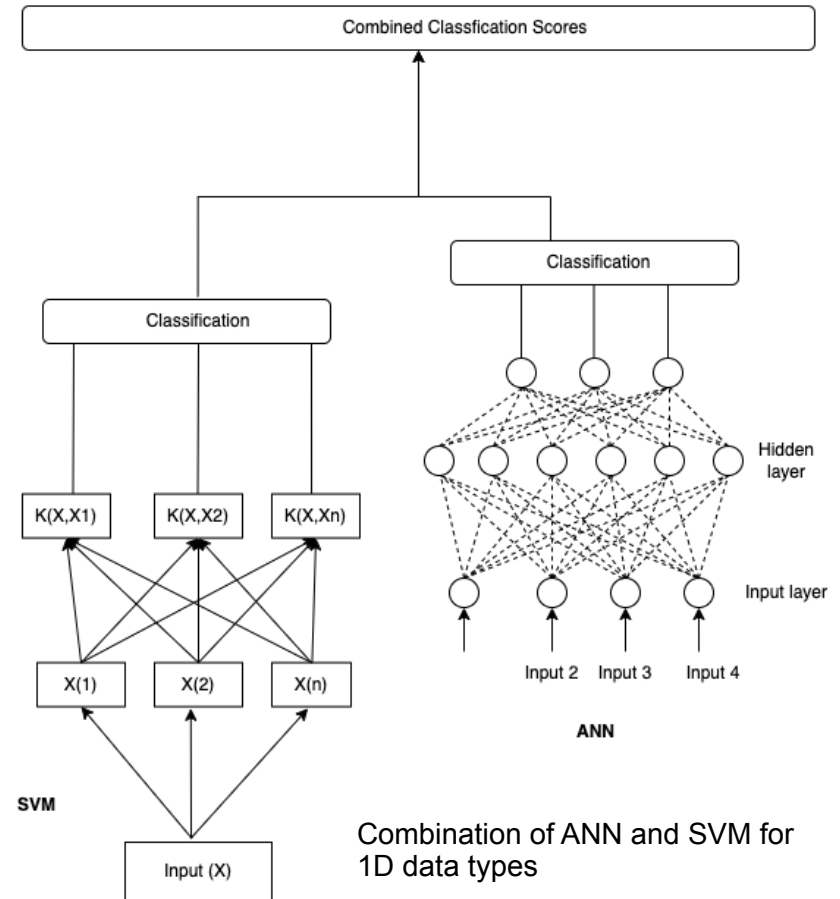 Combined Classfication Scores
Classification
Classification
Hidden
layer
K(X,X1) K(X,X2) K(X,Xn)
Input layer
X(1) X(2) X(n)
Input 2 Input 3 Input 4
ANN
SVM
Combination of ANN and SVM for
1D data types
Input (X)